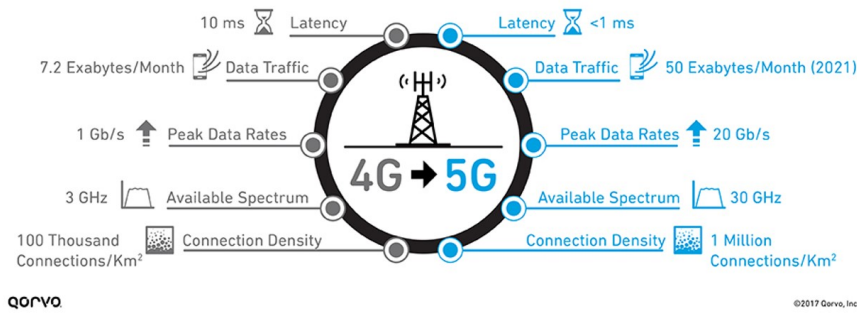 10 ms Latency
7.2 Exabytes/Month Data Traffic
1 Gb/s Peak Data Rates
3 GHz Available Spectrum
100 Thousand Connection Density
Connections/Km²
4G → 5G
Latency <1 ms
Data Traffic 50 Exabytes/Month (2021)
Peak Data Rates 20 Gb/s
Available Spectrum 30 GHz
Connection Density 1 Million
Connections/Km²
QORVO.
©2017 Qorvo, Inc